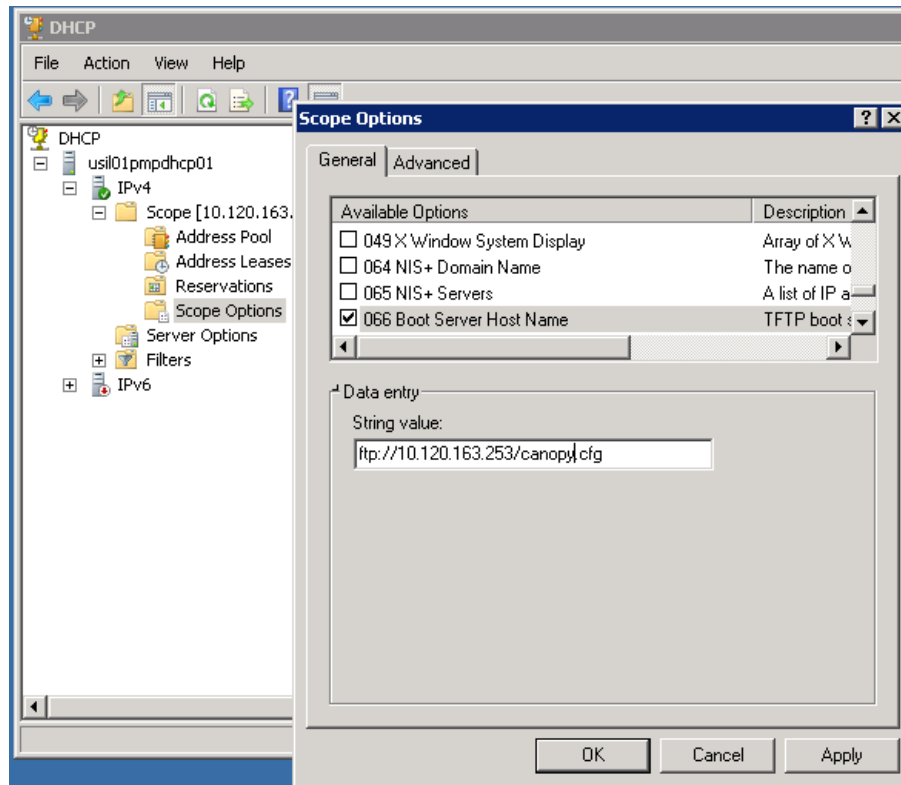 DHCP
File Action View Help
DHCP
usil01pmpdhcp01
IPv4
Scope [10.120.163.
Address Pool
Address Leases
Reservations
Scope Options
Server Options
Filters
IPv6
Scope Options
General Advanced
Available Options Description
049 X Window System Display Array of X W
064 NIS+ Domain Name The name o
065 NIS+ Servers A list of IP a
066 Boot Server Host Name TFTP boot s
Data entry
String value:
ftp://10.120.163.253/canopy.cfg
OK Cancel Apply